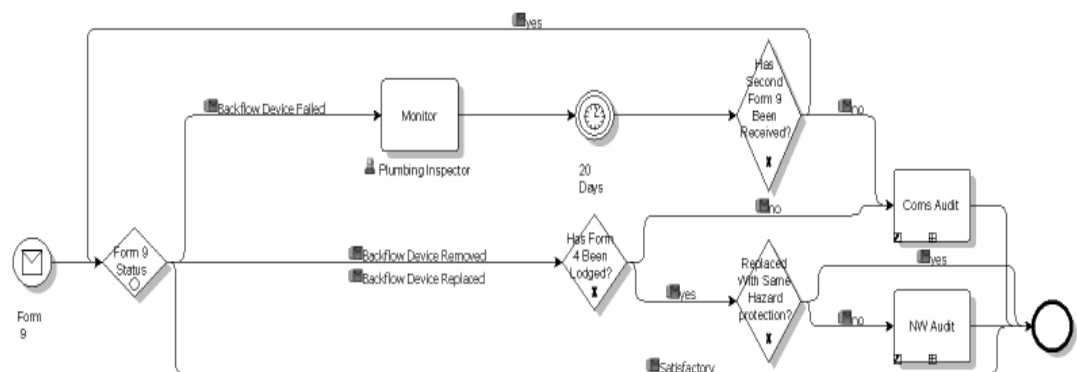 yes
Has
Second
Form 9
Been
Received?
X
Backflow Device Failed
Monitor
no
Plumbing Inspector
20
Days
Coms Audit
no
Form 9
Status
Backflow Device Removed
Backflow Device Replaced
Has Form
4 Been
Lodged?
X
yes
Replaced
With Same
Hazard
protection?
X
yes
no
NW Audit
Form
9
Satisfactory